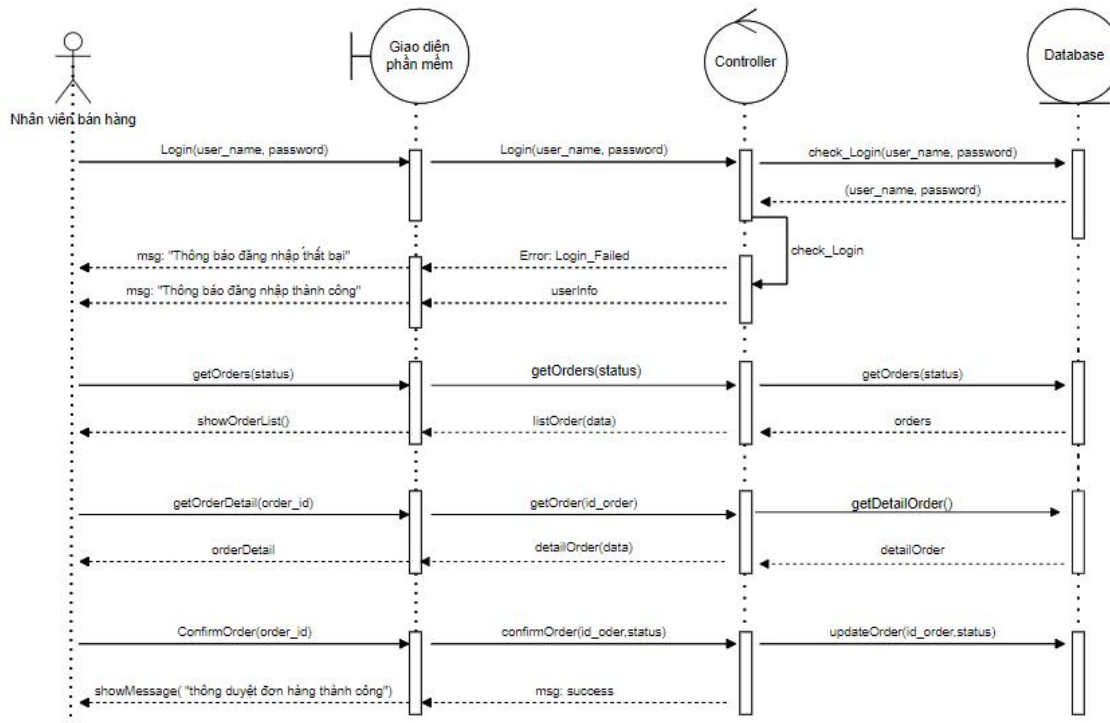 Giao diện
phần mềm
Controller
Database
Nhân viên bán hàng
Login(user_name, password)
Login(user_name, password)
check_Login(user_name, password)
(user_name, password)
check_Login
msg: "Thông báo đăng nhập thất bại"
Error: Login_Failed
msg: "Thông báo đăng nhập thành công"
userInfo
getOrders(status)
getOrders(status)
getOrders(status)
showOrderList()
listOrder(data)
orders
getOrderDetail(order_id)
getOrder(id_order)
getDetailOrder()
orderDetail
detailOrder(data)
detailOrder
ConfirmOrder(order_id)
confirmOrder(id_oder,status)
updateOrder(id_order,status)
showMessage( "thông duyệt đơn hàng thành công")
msg: success